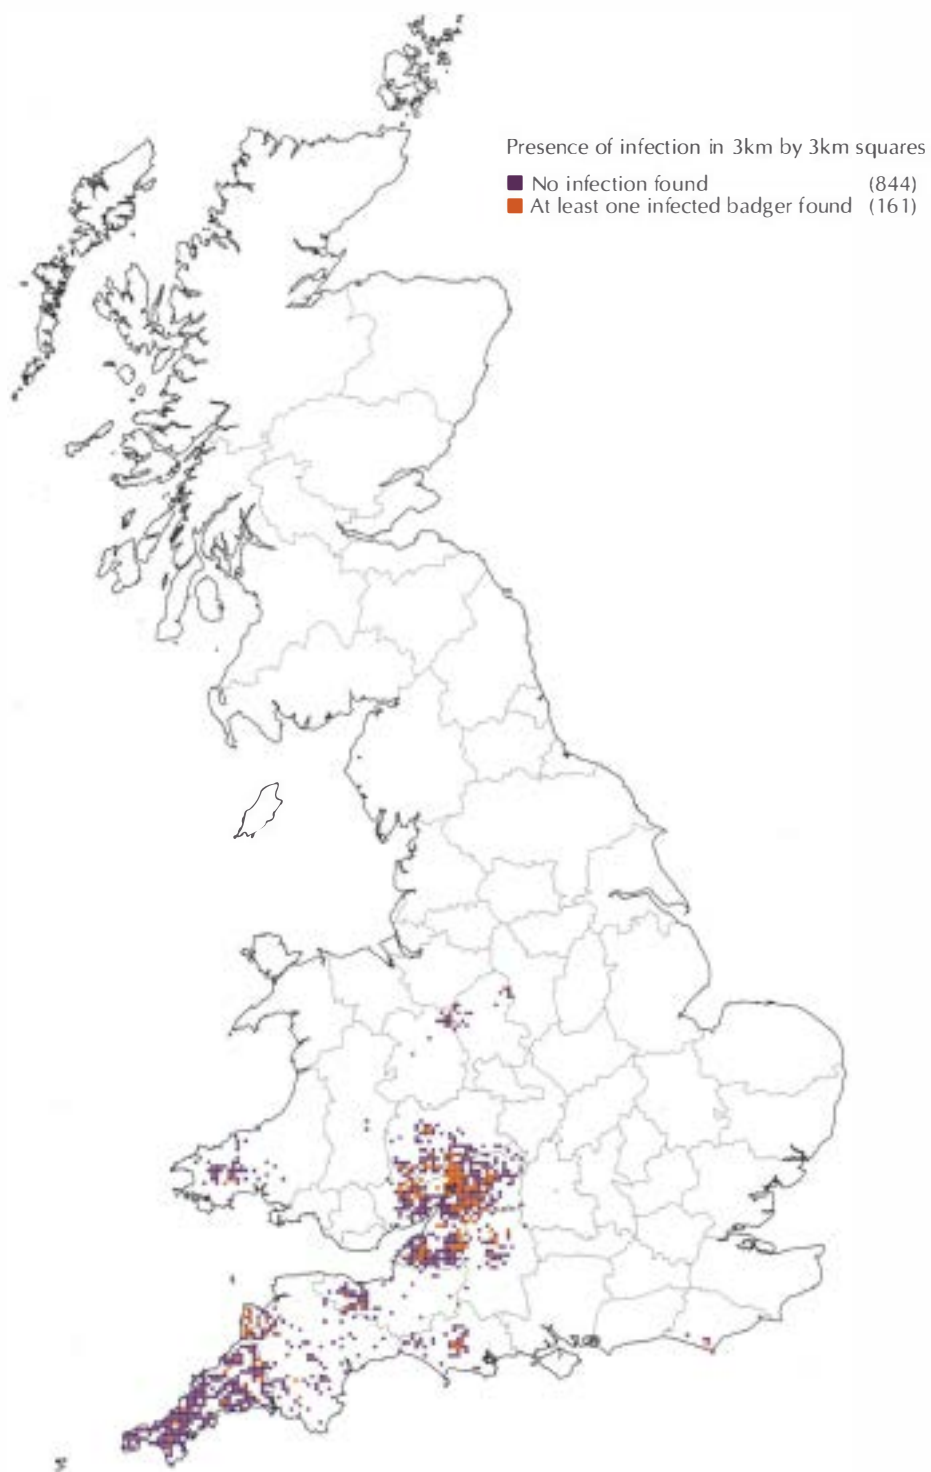 Presence of infection in 3km by 3km squares
No infection found (844)
At least one infected badger found (161)